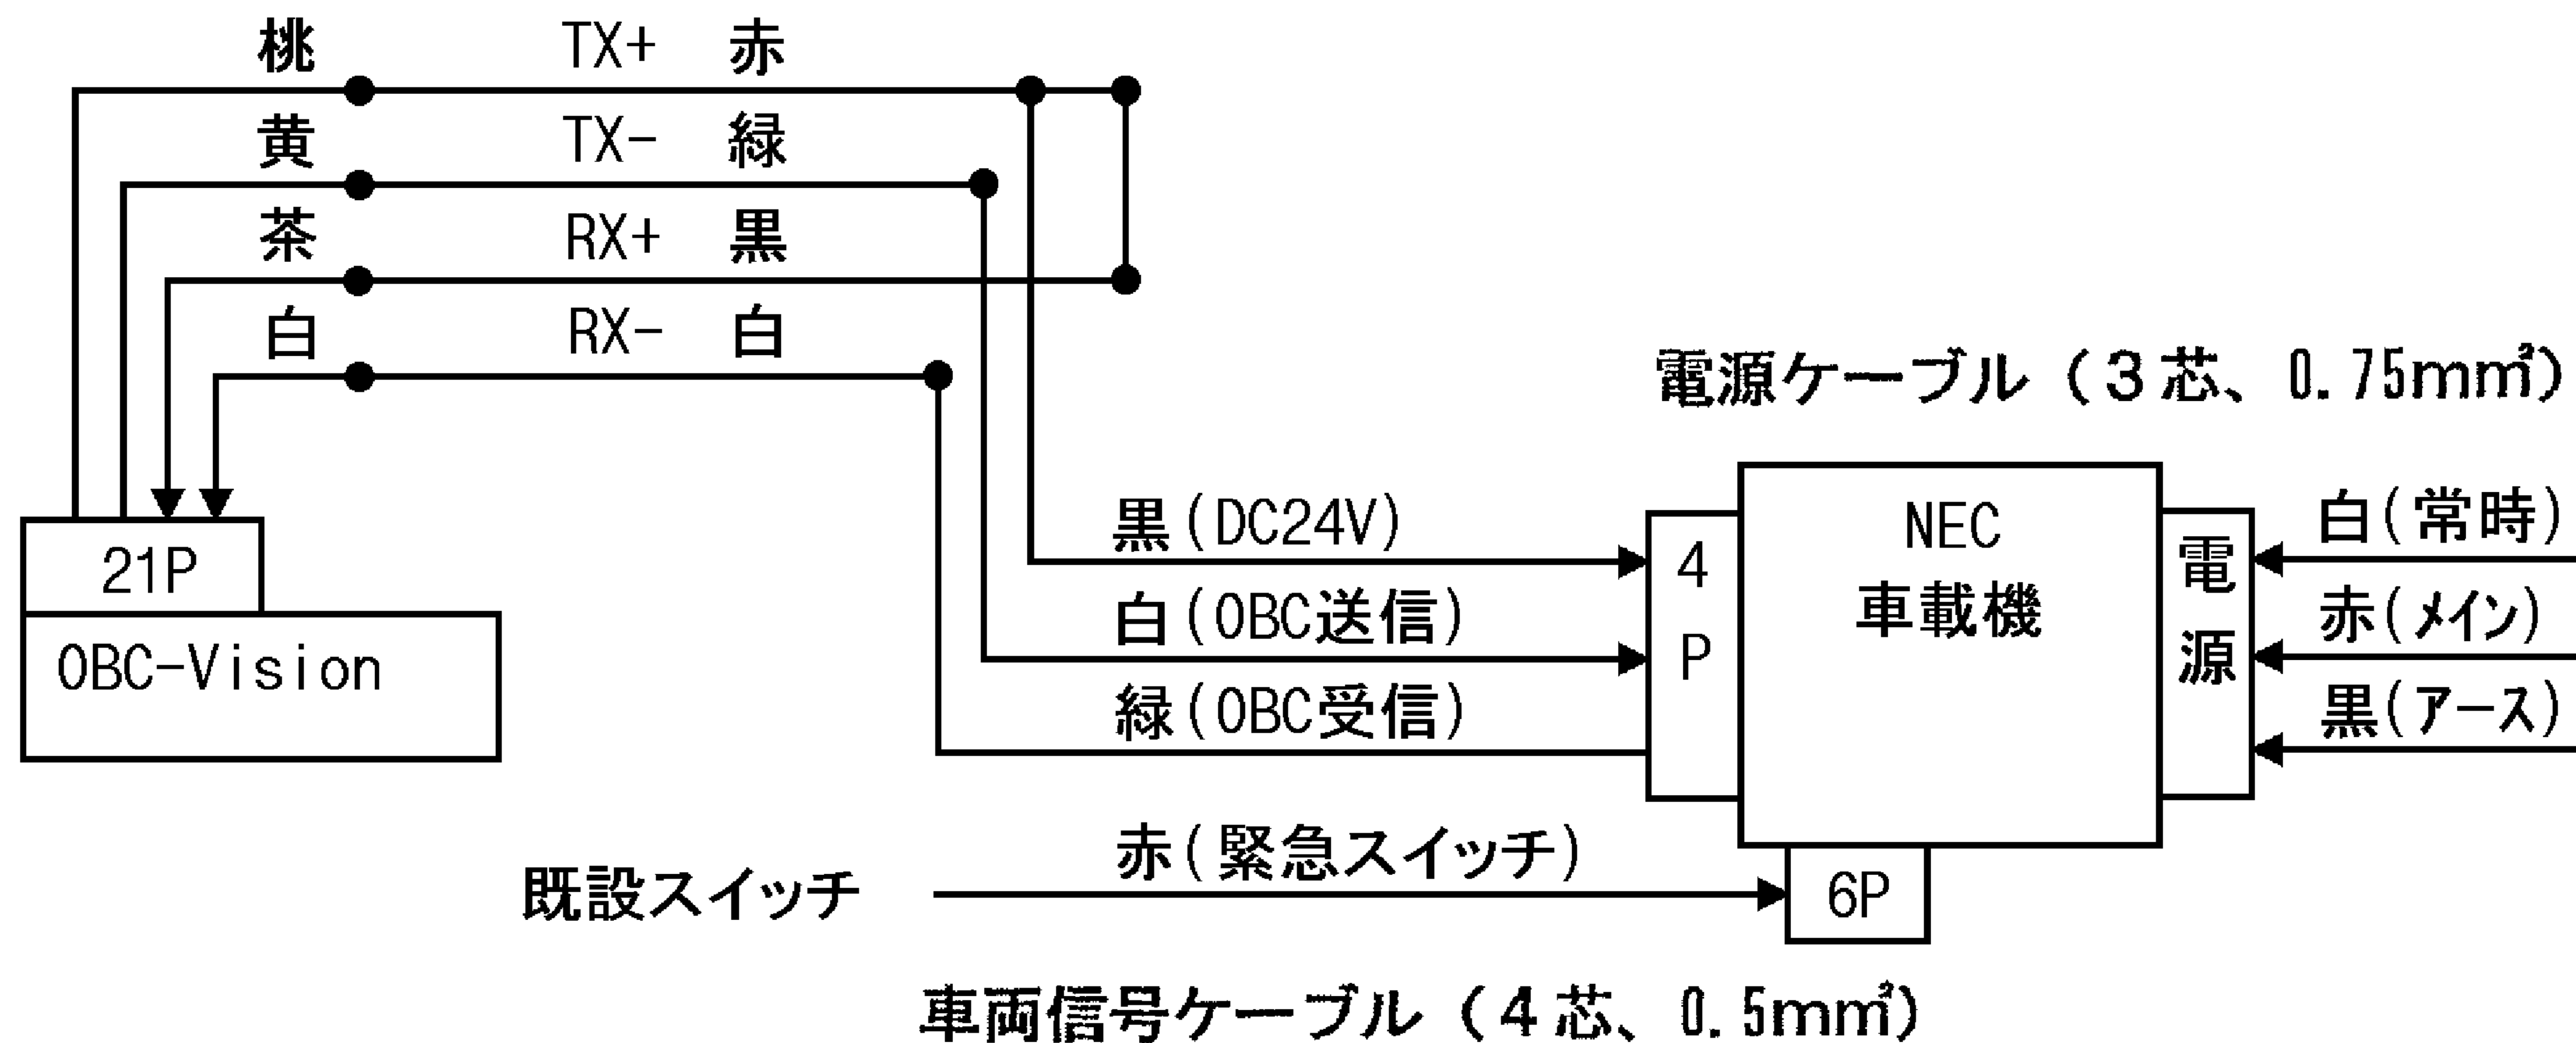 桃 TX+ 赤
黄 TX- 緑
茶 RX+ 黒
白 RX- 白
電源ケーブル（３芯、0.75mm²）
黒(DC24V)
白(OBC送信)
緑(OBC受信)
4P
NEC
車載機
電源
白(常時)
赤(ﾒｲﾝ)
黒(ｱｰｽ)
21P
OBC-Vision
赤(緊急スイッチ)
既設スイッチ
6P
車両信号ケーブル（４芯、0.5mm²）